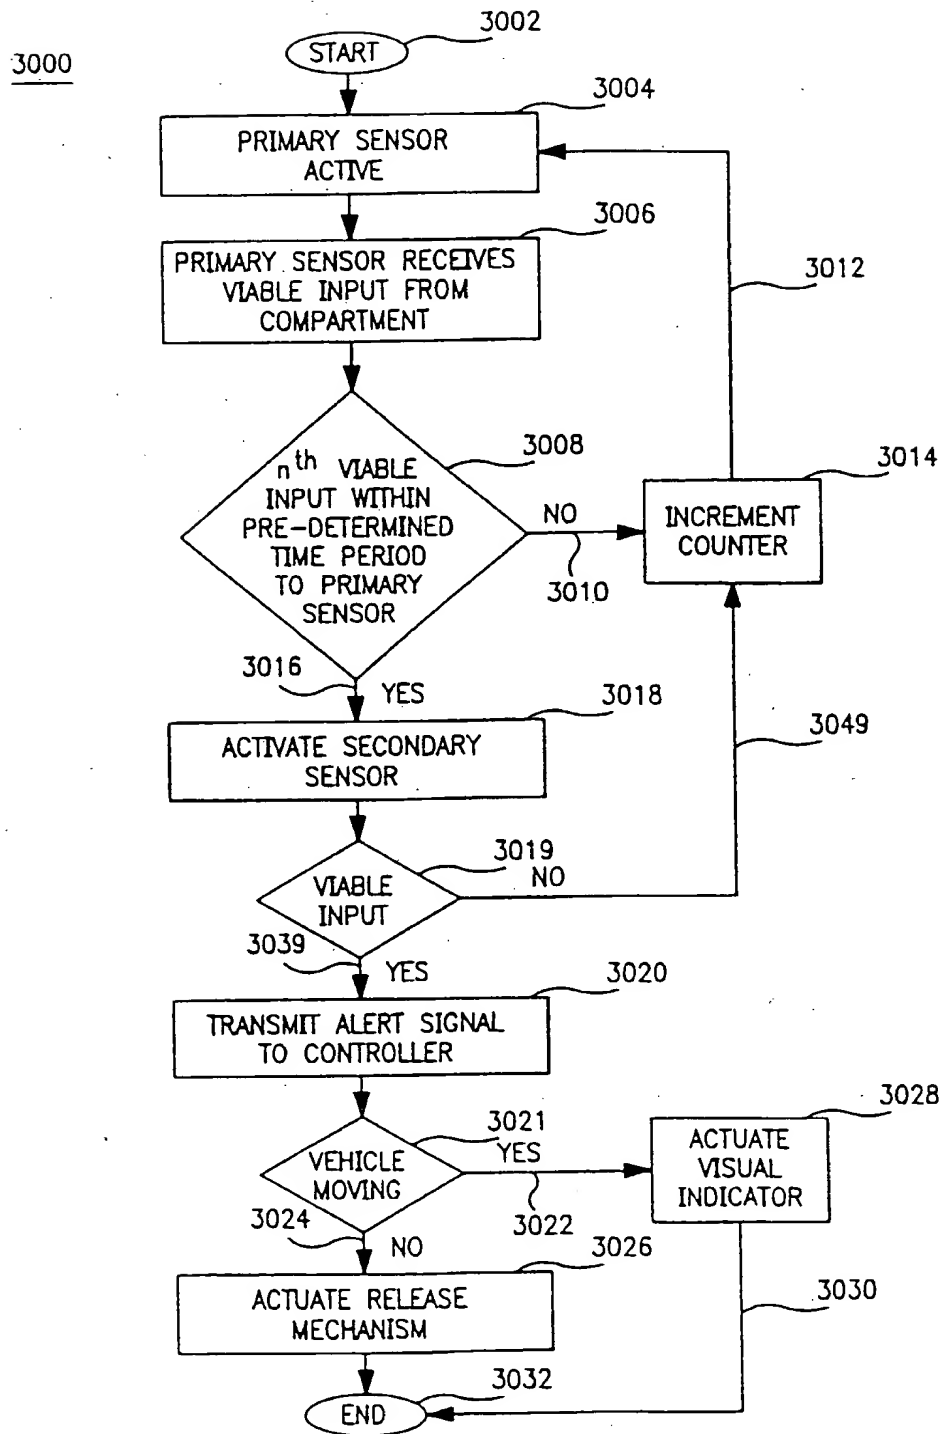 3002
START
3000
3004
PRIMARY SENSOR
ACTIVE
3006
PRIMARY SENSOR RECEIVES
VIABLE INPUT FROM
COMPARTMENT
3012
3008
nth VIABLE
INPUT WITHIN
PRE-DETERMINED
TIME PERIOD
TO PRIMARY
SENSOR
NO
3010
3014
INCREMENT
COUNTER
3016
YES
3018
ACTIVATE SECONDARY
SENSOR
3049
3019
VIABLE
INPUT
NO
3039
YES
3020
TRANSMIT ALERT SIGNAL
TO CONTROLLER
3021
VEHICLE
MOVING
YES
3022
3028
ACTUATE
VISUAL
INDICATOR
3024
NO
3026
ACTUATE RELEASE
MECHANISM
3030
3032
END